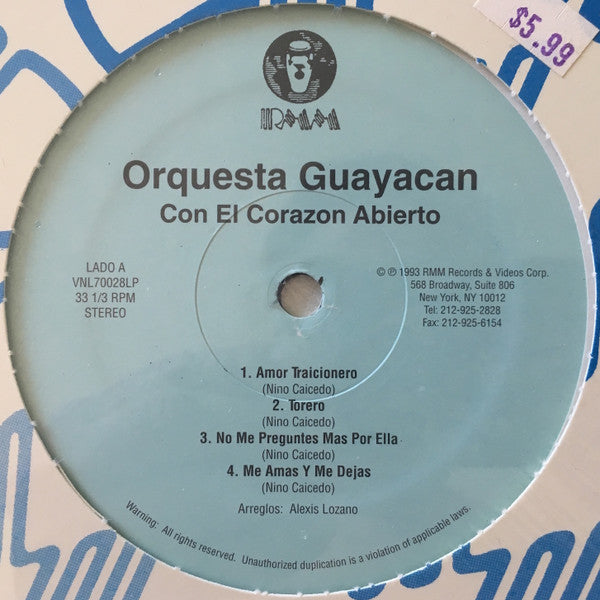 $5.99
RMM
Orquesta Guayacan
Con El Corazon Abierto
LADO A
VNL70028LP
33 1/3 RPM
STEREO
© ℗ 1993 RMM Records & Videos Corp.
568 Broadway, Suite 806
New York, NY 10012
Tel: 212-925-2828
Fax: 212-925-6154
1. Amor Traicionero
(Nino Caicedo)
2. Torero
(Nino Caicedo)
3. No Me Preguntes Mas Por Ella
(Nino Caicedo)
4. Me Amas Y Me Dejas
(Nino Caicedo)
Arreglos: Alexis Lozano
Warning: All rights reserved. Unauthorized duplication is a violation of applicable laws.